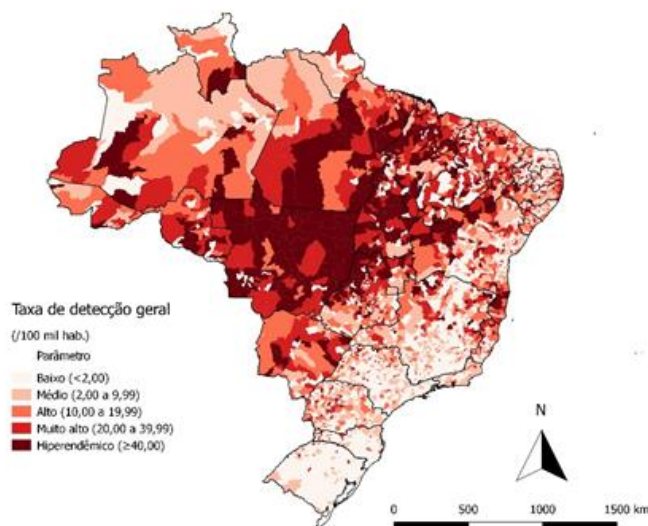 Taxa de detecção geral
(/100 mil hab.)
Parâmetro
Baixo (<2,00)
Médio (2,00 a 9,99)
Alto (10,00 a 19,99)
Muito alto (20,00 a 39,99)
Hiperendêmico (≥40,00)
N
0 500 1000 1500 km